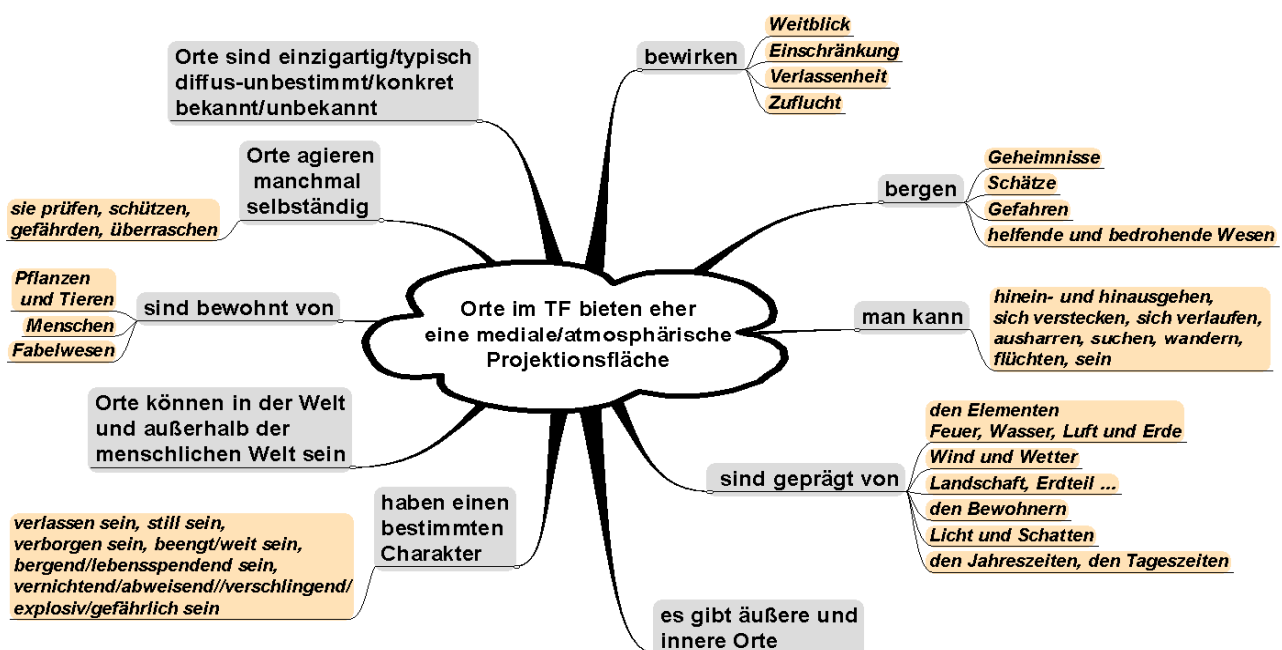 Orte im TF bieten eher
eine mediale/atmosphärische
Projektionsfläche
Orte sind einzigartig/typisch
diffus-unbestimmt/konkret
bekannt/unbekannt
Orte agieren
manchmal
selbständig
sie prüfen, schützen,
gefährden, überraschen
sind bewohnt von
Pflanzen
und Tieren
Menschen
Fabelwesen
Orte können in der Welt
und außerhalb der
menschlichen Welt sein
haben einen
bestimmten
Charakter
verlassen sein, still sein,
verborgen sein, beengt/weit sein,
bergend/lebensspendend sein,
vernichtend/abweisend//verschlingend/
explosiv/gefährlich sein
bewirken
Weitblick
Einschränkung
Verlassenheit
Zuflucht
bergen
Geheimnisse
Schätze
Gefahren
helfende und bedrohende Wesen
man kann
hinein- und hinausgehen,
sich verstecken, sich verlaufen,
ausharren, suchen, wandern,
flüchten, sein
sind geprägt von
den Elementen
Feuer, Wasser, Luft und Erde
Wind und Wetter
Landschaft, Erdteil ...
den Bewohnern
Licht und Schatten
den Jahreszeiten, den Tageszeiten
es gibt äußere und
innere Orte